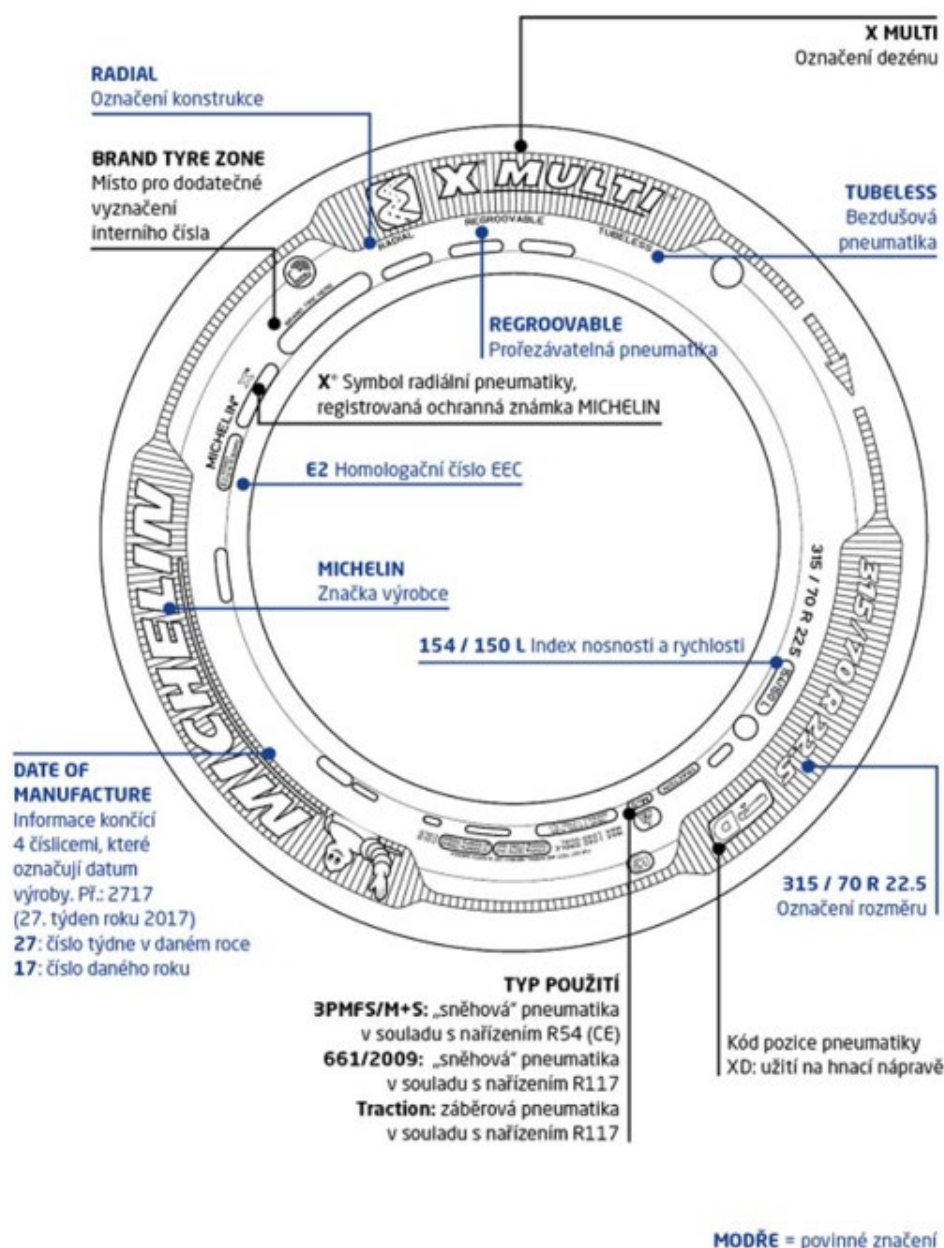 X MULTI
Označení dezénu
RADIAL
Označení konstrukce
BRAND TYRE ZONE
Místo pro dodatečné
vyznačení
interního čísla
TUBELESS
Bezdušová
pneumatika
X MULTI
RADIAL
REGROOVABLE
TUBELESS
REGROOVABLE
Prořezávatelná pneumatika
X® Symbol radiální pneumatiky,
registrovaná ochranná známka MICHELIN
MICHELIN® X
E2 Homologační číslo EEC
MICHELIN
MICHELIN
Značka výrobce
315 / 70 R 22.5
315/70 R 22.5
154 / 150 L Index nosnosti a rychlosti
D
DATE OF
MANUFACTURE
Informace končící
4 číslicemi, které
označují datum
výroby. Př.: 2717
(27. týden roku 2017)
27: číslo týdne v daném roce
17: číslo daného roku
315 / 70 R 22.5
Označení rozměru
TYP POUŽITÍ
3PMFS/M+S: „sněhová“ pneumatika
v souladu s nařízením R54 (CE)
661/2009: „sněhová“ pneumatika
v souladu s nařízením R117
Traction: záběrová pneumatika
v souladu s nařízením R117
Kód pozice pneumatiky
XD: užití na hnací nápravě
MODŘE = povinné značení